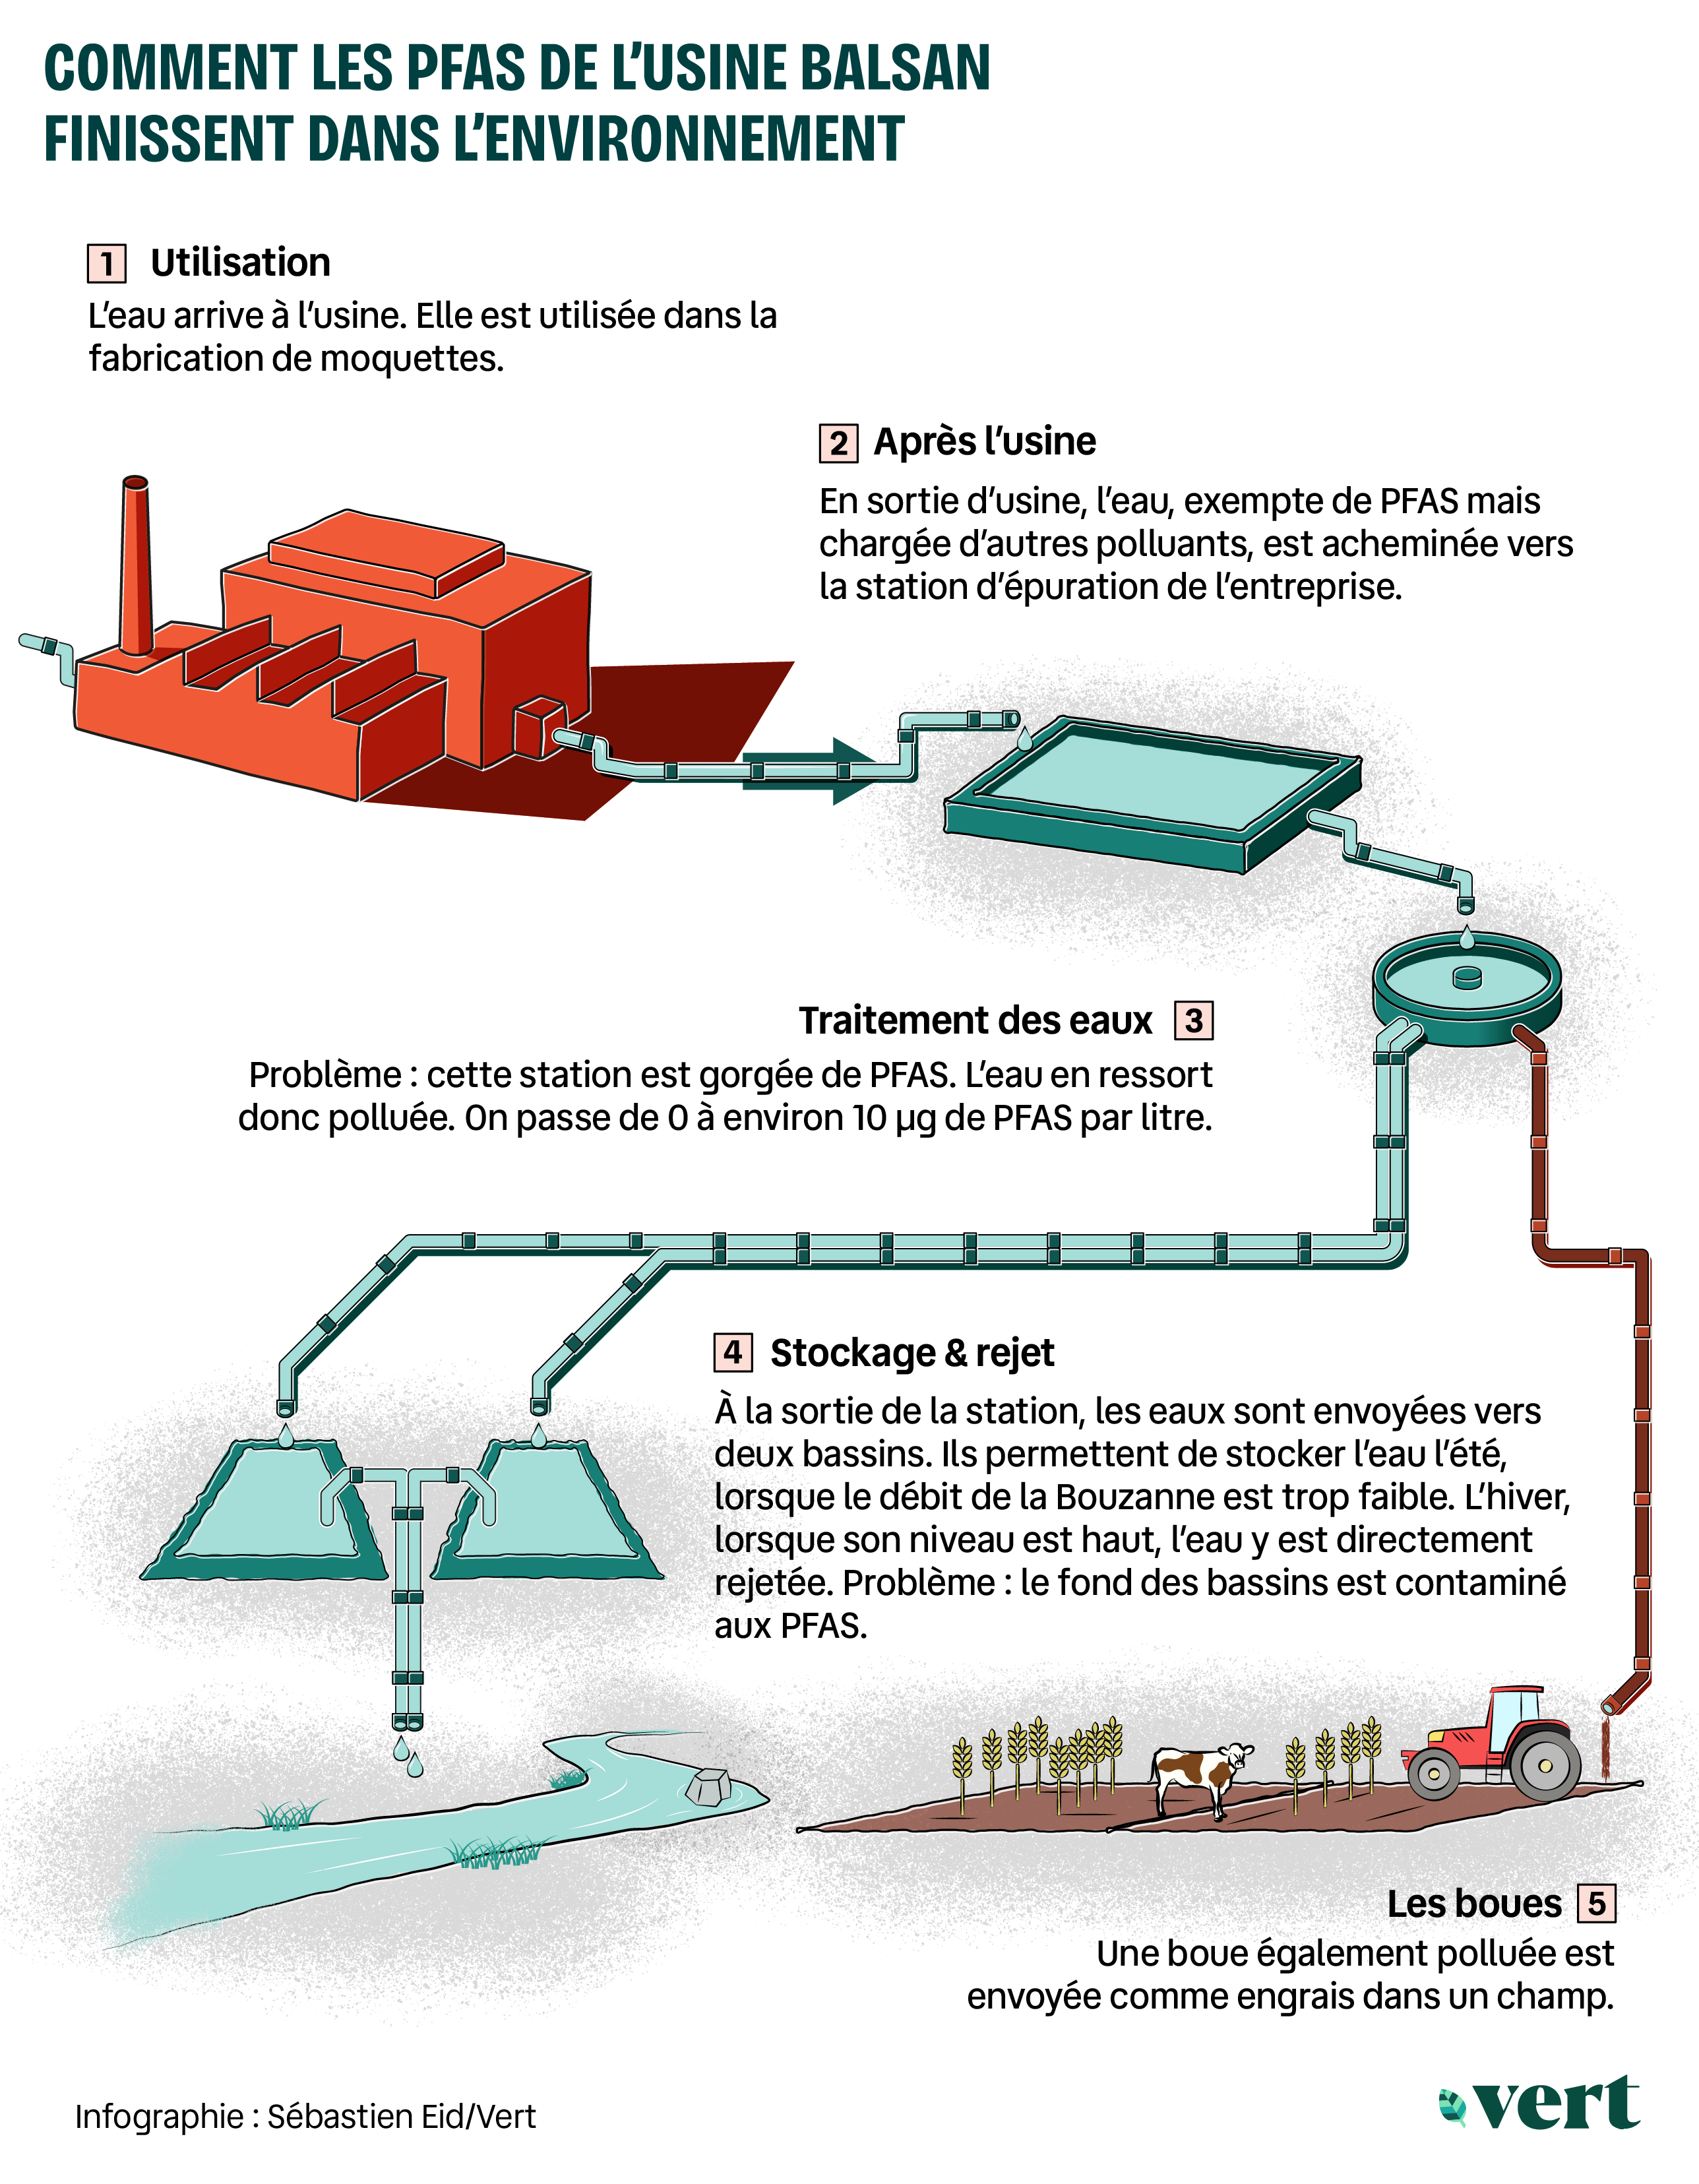 COMMENT LES PFAS DE L'USINE BALSAN
FINISSENT DANS L'ENVIRONNEMENT
1 Utilisation
L'eau arrive à l'usine. Elle est utilisée dans la
fabrication de moquettes.
2 Après l'usine
En sortie d'usine, l'eau, exempte de PFAS mais
chargée d'autres polluants, est acheminée vers
la station d'épuration de l'entreprise.
Traitement des eaux 3
Problème : cette station est gorgée de PFAS. L'eau en ressort
donc polluée. On passe de 0 à environ 10 µg de PFAS par litre.
4 Stockage & rejet
À la sortie de la station, les eaux sont envoyées vers
deux bassins. Ils permettent de stocker l'eau l'été,
lorsque le débit de la Bouzanne est trop faible. L'hiver,
lorsque son niveau est haut, l'eau y est directement
rejetée. Problème : le fond des bassins est contaminé
aux PFAS.
Les boues 5
Une boue également polluée est
envoyée comme engrais dans un champ.
Infographie : Sébastien Eid/Vert
vert